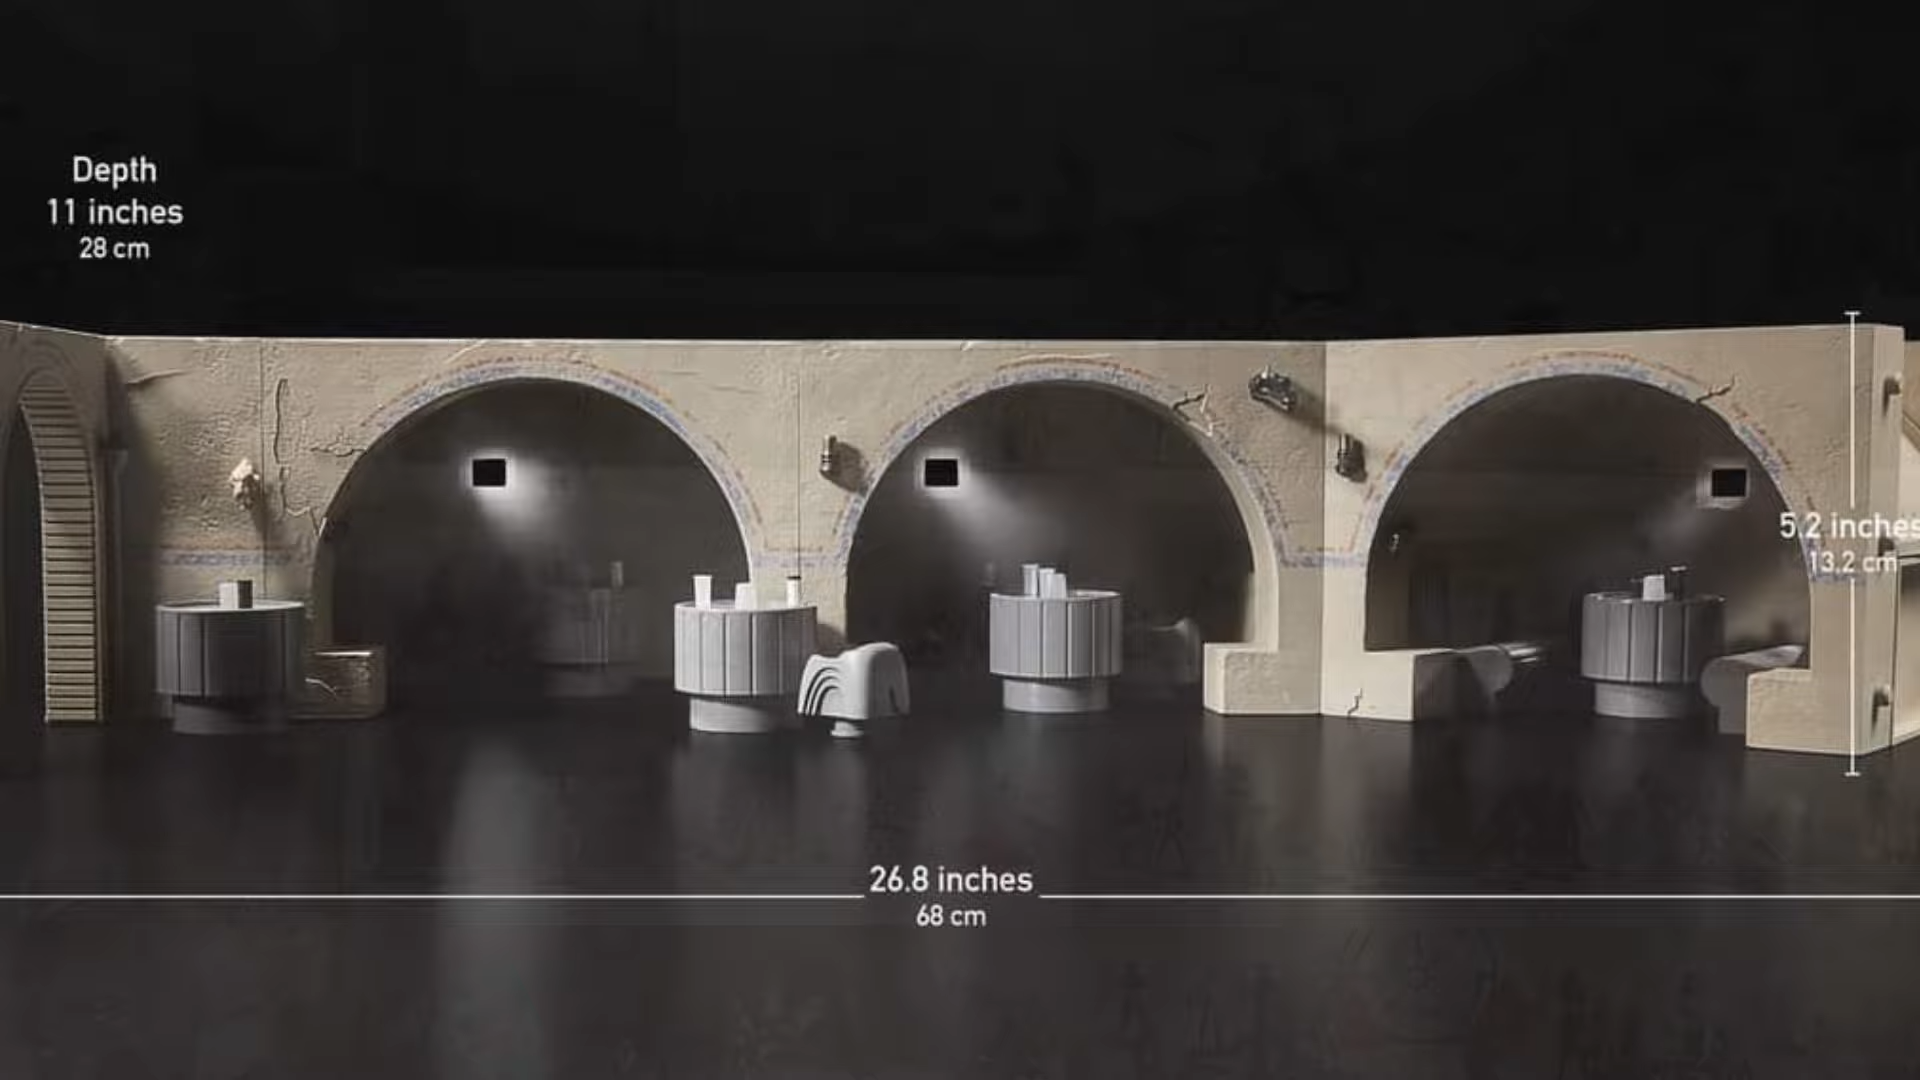 Depth
11 inches
28 cm
5.2 inches
13.2 cm
26.8 inches
68 cm